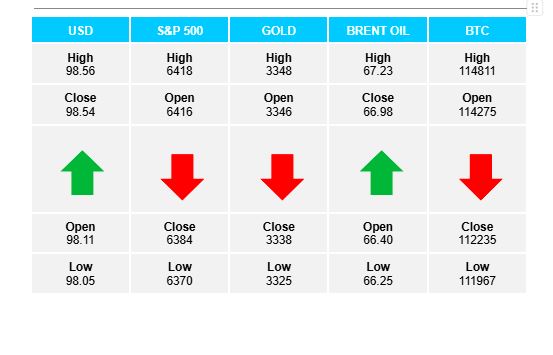 USD S&P 500 GOLD BRENT OIL BTC
High High High High High
98.56 6418 3348 67.23 114811
Close Open Open Close Open
98.54 6416 3346 66.98 114275
Open Close Close Open Close
98.11 6384 3338 66.40 112235
Low Low Low Low Low
98.05 6370 3325 66.25 111967